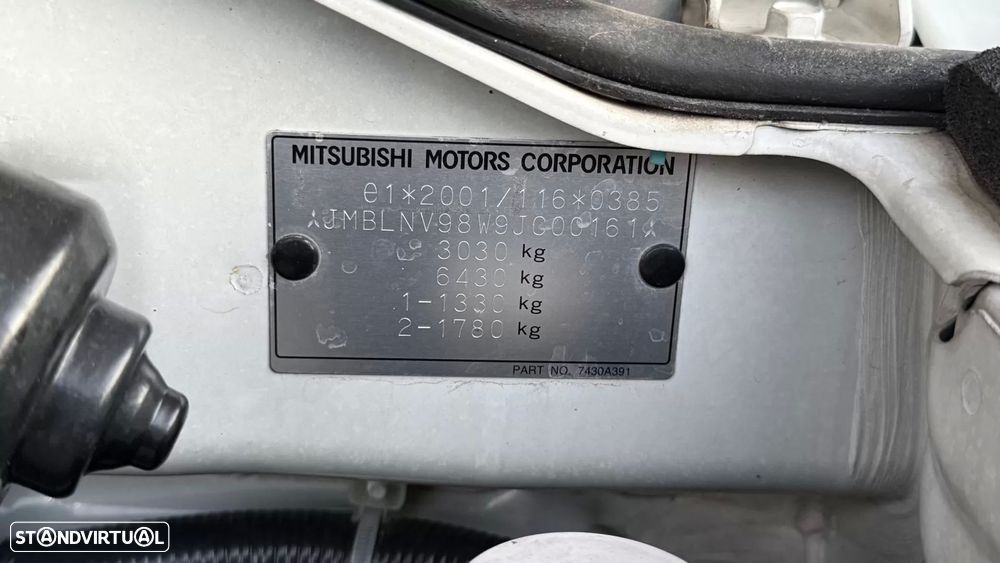 MITSUBISHI MOTORS CORPORATION
e1*2001/116*0385
JMBLNV98W9JG00161
3030 kg
6430 kg
1-1330 kg
2-1780 kg
PART NO. 7430A391
STANDVIRTUAL